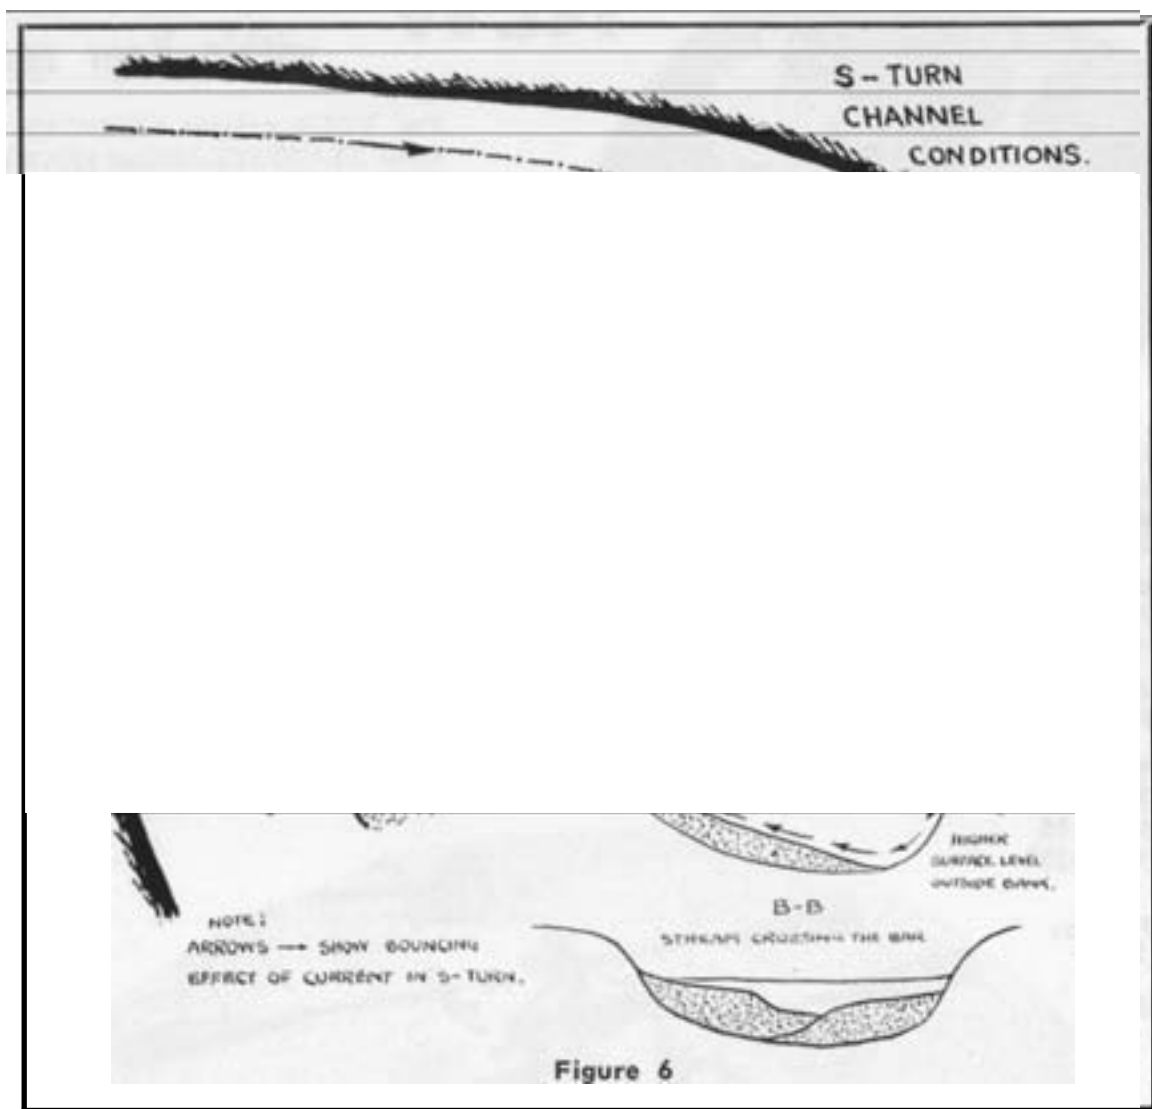 S-TURN
CHANNEL
CONDITIONS.
HIGHER
SURFACE LEVEL
OUTSIDE BANK.
B-B
STREAM CROSSING THE BAR
NOTE:
ARROWS → SHOW BOUNCING
EFFECT OF CURRENT IN S-TURN.
Figure 6